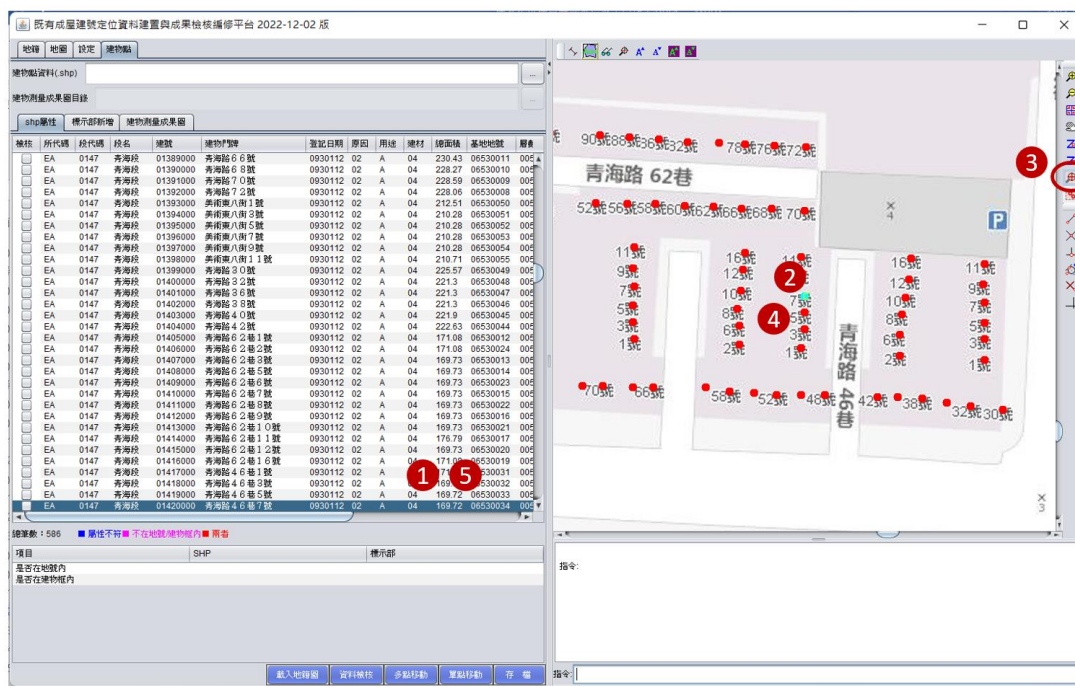 既有成屋建號定位資料建置與成果檢核編修平台 2022-12-02 版
地籍 地圖 設定 建物點
建物點資料(.shp) ...
建物測量成果圖目錄 ...
shp屬性 標示部新增 建物測量成果圖
檢核 所代碼 段代碼 段名 建號 建物門牌 登記日期 原因 用途 建材 總面積 基地地號
EA 0147 青海段 01389000 青海路６６號 0930112 02 A 04 230.43 06530011 005
EA 0147 青海段 01390000 青海路６８號 0930112 02 A 04 228.27 06530010 005
EA 0147 青海段 01391000 青海路７０號 0930112 02 A 04 228.59 06530009 005
EA 0147 青海段 01392000 青海路７２號 0930112 02 A 04 228.06 06530008 005
EA 0147 青海段 01393000 美術東八街１號 0930112 02 A 04 212.51 06530050 005
EA 0147 青海段 01394000 美術東八街３號 0930112 02 A 04 210.28 06530051 005
EA 0147 青海段 01395000 美術東八街５號 0930112 02 A 04 210.28 06530052 005
EA 0147 青海段 01396000 美術東八街７號 0930112 02 A 04 210.28 06530053 005
EA 0147 青海段 01397000 美術東八街９號 0930112 02 A 04 210.28 06530054 005
EA 0147 青海段 01398000 美術東八街１１號 0930112 02 A 04 210.71 06530055 005
EA 0147 青海段 01399000 青海路３０號 0930112 02 A 04 225.57 06530049 005
EA 0147 青海段 01400000 青海路３２號 0930112 02 A 04 221.3 06530048 005
EA 0147 青海段 01401000 青海路３６號 0930112 02 A 04 221.3 06530047 005
EA 0147 青海段 01402000 青海路３８號 0930112 02 A 04 221.3 06530046 005
EA 0147 青海段 01403000 青海路４０號 0930112 02 A 04 221.9 06530045 005
EA 0147 青海段 01404000 青海路４２號 0930112 02 A 04 222.63 06530044 005
EA 0147 青海段 01405000 青海路６２巷１號 0930112 02 A 04 171.08 06530012 005
EA 0147 青海段 01406000 青海路６２巷２號 0930112 02 A 04 171.08 06530024 005
EA 0147 青海段 01407000 青海路６２巷３號 0930112 02 A 04 169.73 06530013 005
EA 0147 青海段 01408000 青海路６２巷５號 0930112 02 A 04 169.73 06530014 005
EA 0147 青海段 01409000 青海路６２巷６號 0930112 02 A 04 169.73 06530023 005
EA 0147 青海段 01410000 青海路６２巷７號 0930112 02 A 04 169.73 06530015 005
EA 0147 青海段 01411000 青海路６２巷８號 0930112 02 A 04 169.73 06530022 005
EA 0147 青海段 01412000 青海路６２巷９號 0930112 02 A 04 169.73 06530016 005
EA 0147 青海段 01413000 青海路６２巷１０號 0930112 02 A 04 169.73 06530021 005
EA 0147 青海段 01414000 青海路６２巷１１號 0930112 02 A 04 176.79 06530017 005
EA 0147 青海段 01415000 青海路６２巷１２號 0930112 02 A 04 169.73 06530020 005
EA 0147 青海段 01416000 青海路６２巷１６號 0930112 02 A 04 06530019 005
EA 0147 青海段 01417000 青海路４６巷１號 0930112 02 A 005
EA 0147 青海段 01418000 青海路４６巷３號 0930112 02 A 005
EA 0147 青海段 01419000 青海路４６巷５號 0930112 02 A 04 169.72 06530033 005
EA 0147 青海段 01420000 青海路４６巷７號 0930112 02 A 04 169.72 06530034 005
1 5
總筆數：586 屬性不符 不在地號/建物框內 兩者
項目 SHP 標示部
是否在地號內
是否在建物框內
載入地籍圖 資料檢核 多點移動 單點移動 存 檔
90號 88號 36號 32號 78號 76號 72號
青海路 62巷
3
52號 56號 58號 60號 62號 66號 68號 70號
4
P
11號 16號 11號 16號 11號
9號 12號 2 12號 9號
7號 10號 7號 10號
5號 8號 4 5號 8號 5號
3號 6號 3號 6號 3號
1號 2號 1號 2號 1號
青海路 46巷
70號 66號 58號 52號 48號 42號 38號 32號 30號
3
指令:
指令: